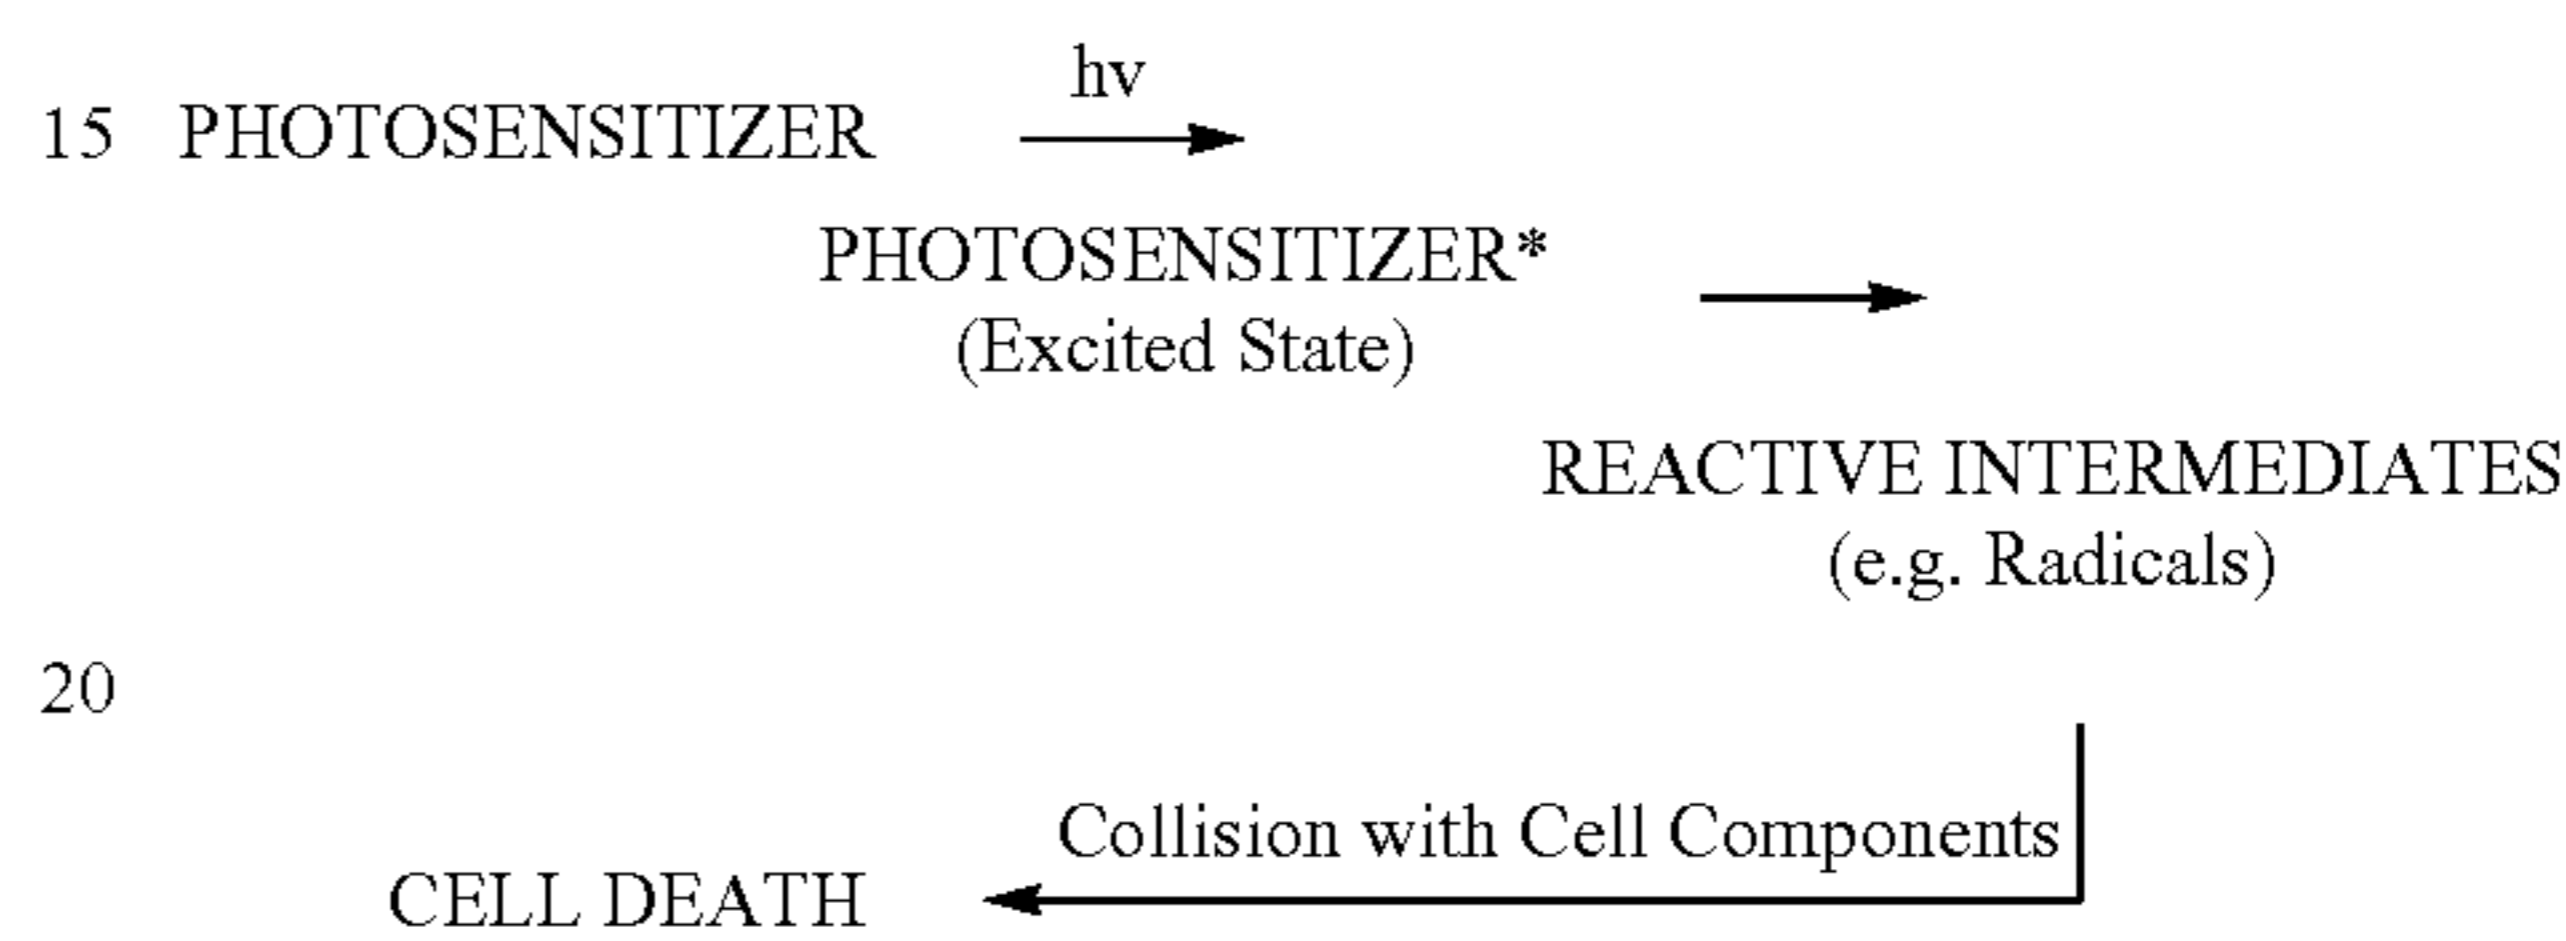 hv
15 PHOTOSENSITIZER
PHOTOSENSITIZER*
(Excited State)
REACTIVE INTERMEDIATES
(e.g. Radicals)
20
Collision with Cell Components
CELL DEATH